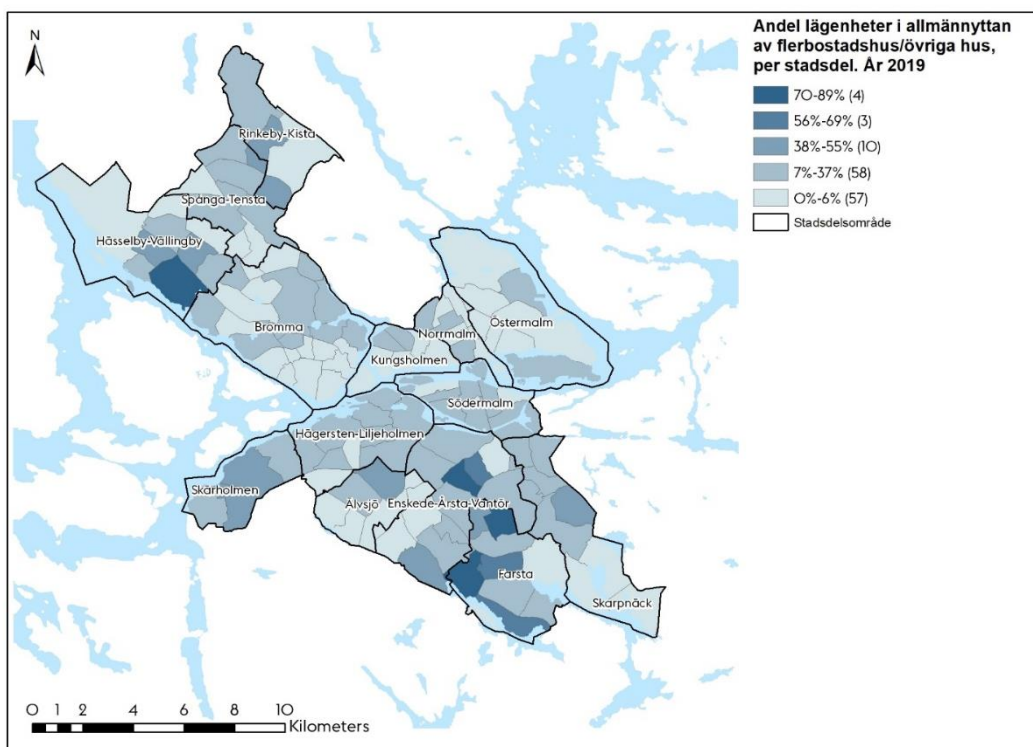 Andel lägenheter i allmännyttan
av flerbostadshus/övriga hus,
per stadsdel. År 2019
70-89% (4)
56%-69% (3)
38%-55% (10)
7%-37% (58)
0%-6% (57)
Stadsdelsområde
N
Rinkeby-Kista
Spånga-Tensta
Hässelby-Vällingby
Bromma
Norrmalm
Östermalm
Kungsholmen
Södermalm
Hägersten-Liljeholmen
Skärholmen
Älvsjö
Enskede-Årsta-Vantör
Farsta
Skarpnäck
0 1 2 4 6 8 10
Kilometers